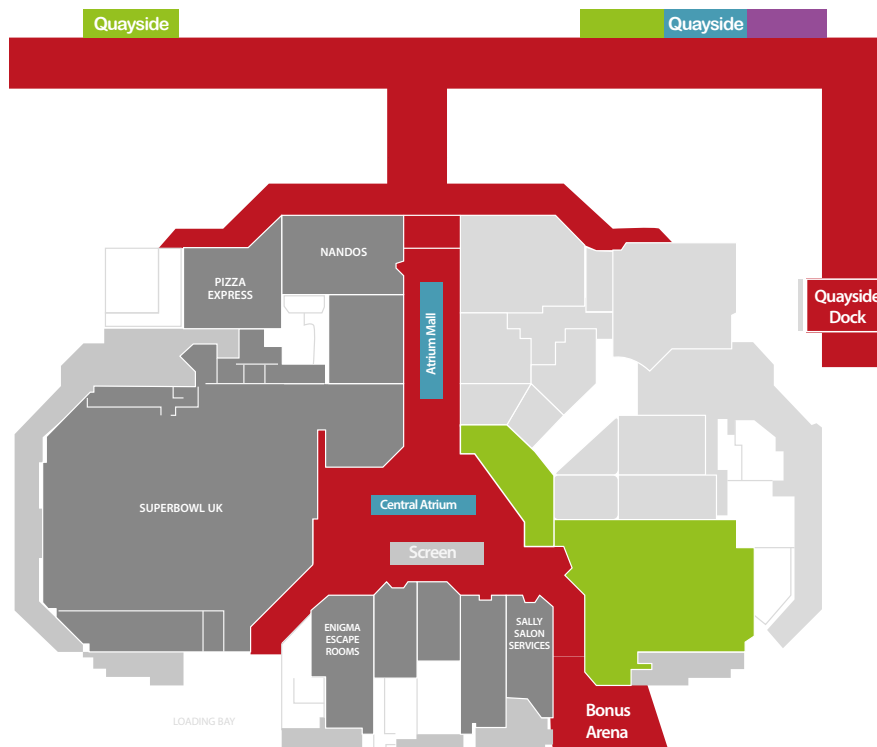 Quayside
Quayside
NANDOS
PIZZA
EXPRESS
Atrium Mall
Quayside
Dock
SUPERBOWL UK
Central Atrium
Screen
ENIGMA
ESCAPE
ROOMS
SALLY
SALON
SERVICES
Bonus
Arena
LOADING BAY